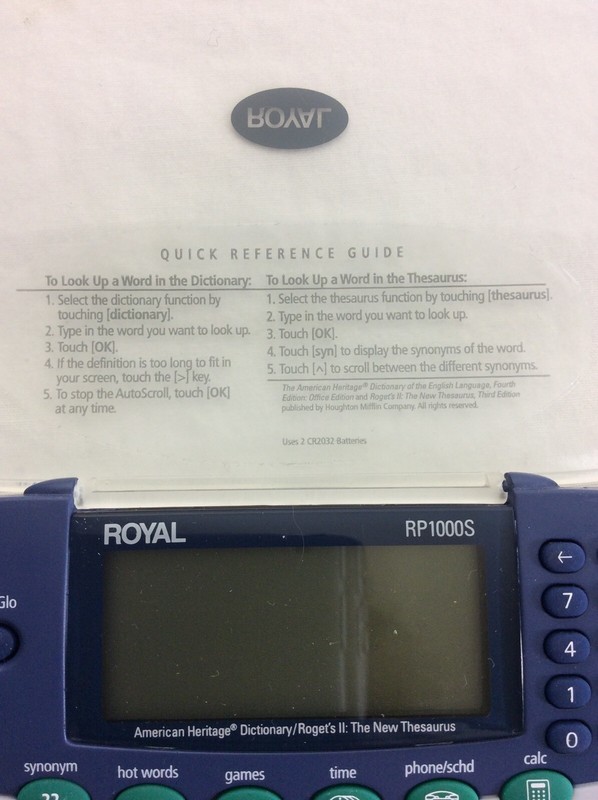 ROYAL
QUICK REFERENCE GUIDE
To Look Up a Word in the Dictionary:
1. Select the dictionary function by
touching [dictionary].
2. Type in the word you want to look up.
3. Touch [OK].
4. If the definition is too long to fit in
your screen, touch the [>] key.
5. To stop the AutoScroll, touch [OK]
at any time.
To Look Up a Word in the Thesaurus:
1. Select the thesaurus function by touching [thesaurus].
2. Type in the word you want to look up.
3. Touch [OK].
4. Touch [syn] to display the synonyms of the word.
5. Touch [^] to scroll between the different synonyms.
The American Heritage® Dictionary of the English Language, Fourth
Edition: Office Edition and Roget's II: The New Thesaurus, Third Edition
published by Houghton Mifflin Company. All rights reserved.
Uses 2 CR2032 Batteries
ROYAL RP1000S
Glo
←
7
4
1
0
American Heritage® Dictionary/Roget's II: The New Thesaurus
synonym hot words games time phone/schd calc